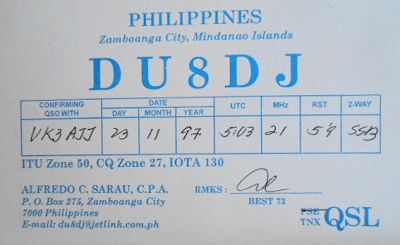 PHILIPPINES
Zamboanga City, Mindanao Islands
DU8DJ
CONFIRMING QSO WITH DATE DAY MONTH YEAR UTC MHz RST 2-WAY
VK3AJJ 23 11 97 5:03 21 59 SSB
ITU Zone 50, CQ Zone 27, IOTA 130
ALFREDO C. SARAU, C.P.A. RMKS:
P. O. Box 275, Zamboanga City BEST 73
7000 Philippines
E-mail: du8dj@jetlink.com.ph
PSE TNX QSL